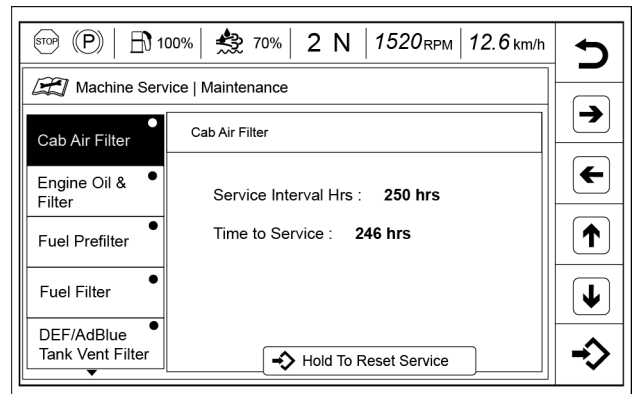 STOP P 100% 70% 2 N 1520 RPM 12.6 km/h
Machine Service | Maintenance
Cab Air Filter
Engine Oil &
Filter
Fuel Prefilter
Fuel Filter
DEF/AdBlue
Tank Vent Filter
Cab Air Filter
Service Interval Hrs : 250 hrs
Time to Service : 246 hrs
Hold To Reset Service